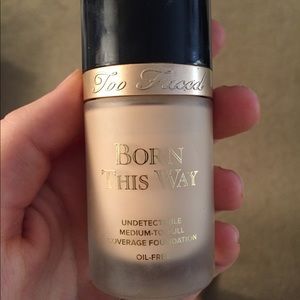 Too Faced
BORN
THIS WAY
UNDETECTABLE
MEDIUM-TO-FULL
COVERAGE FOUNDATION
OIL-FREE